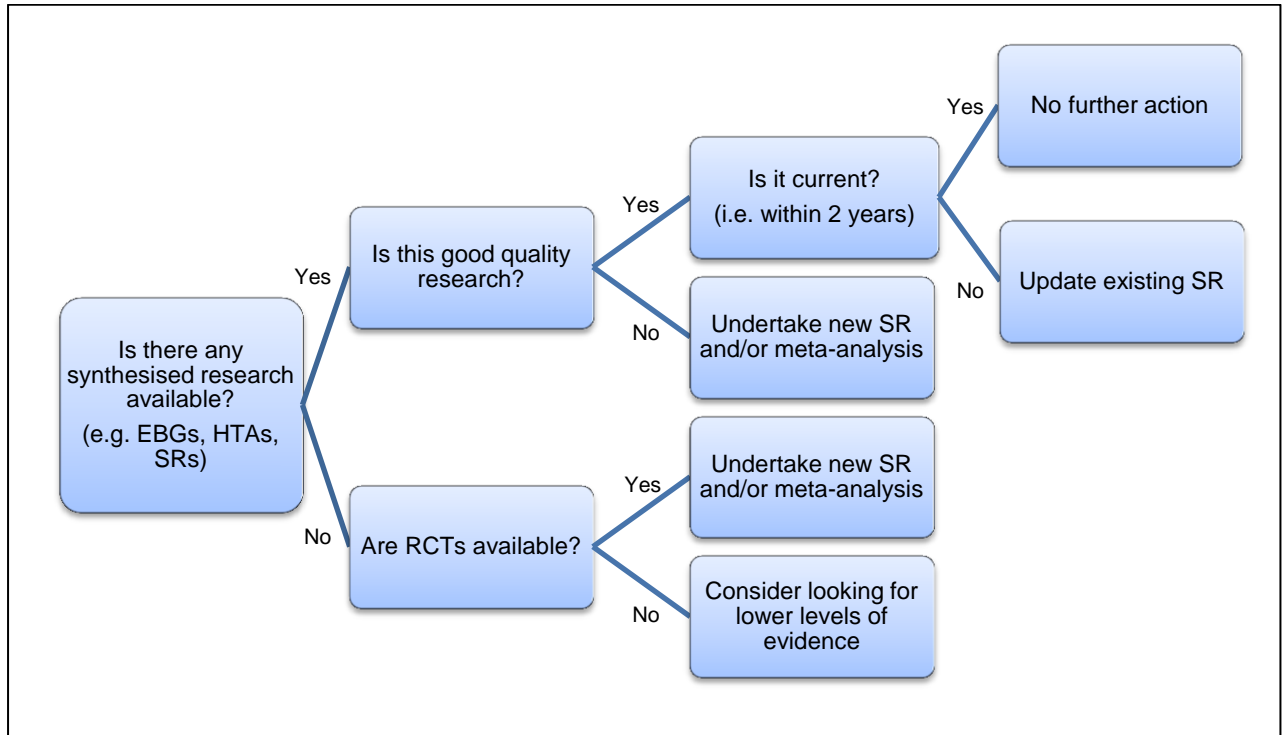 Is there any
synthesised research
available?
(e.g. EBGs, HTAs,
SRs)
Yes
No
Is this good quality
research?
Yes
No
Is it current?
(i.e. within 2 years)
Yes
No
No further action
Update existing SR
Undertake new SR
and/or meta-analysis
Are RCTs available?
Yes
No
Undertake new SR
and/or meta-analysis
Consider looking for
lower levels of
evidence